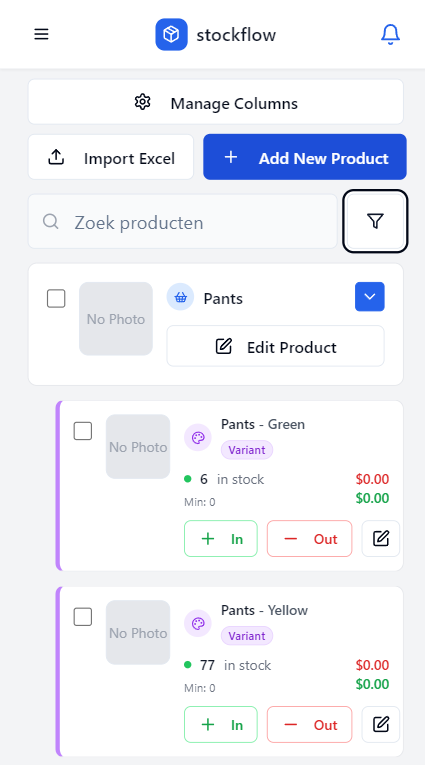 stockflow
Manage Columns
Import Excel
Add New Product
Zoek producten
No Photo
Pants
Edit Product
No Photo
Pants - Green
Variant
6 in stock
$0.00
Min: 0
$0.00
In
Out
No Photo
Pants - Yellow
Variant
77 in stock
$0.00
Min: 0
$0.00
In
Out